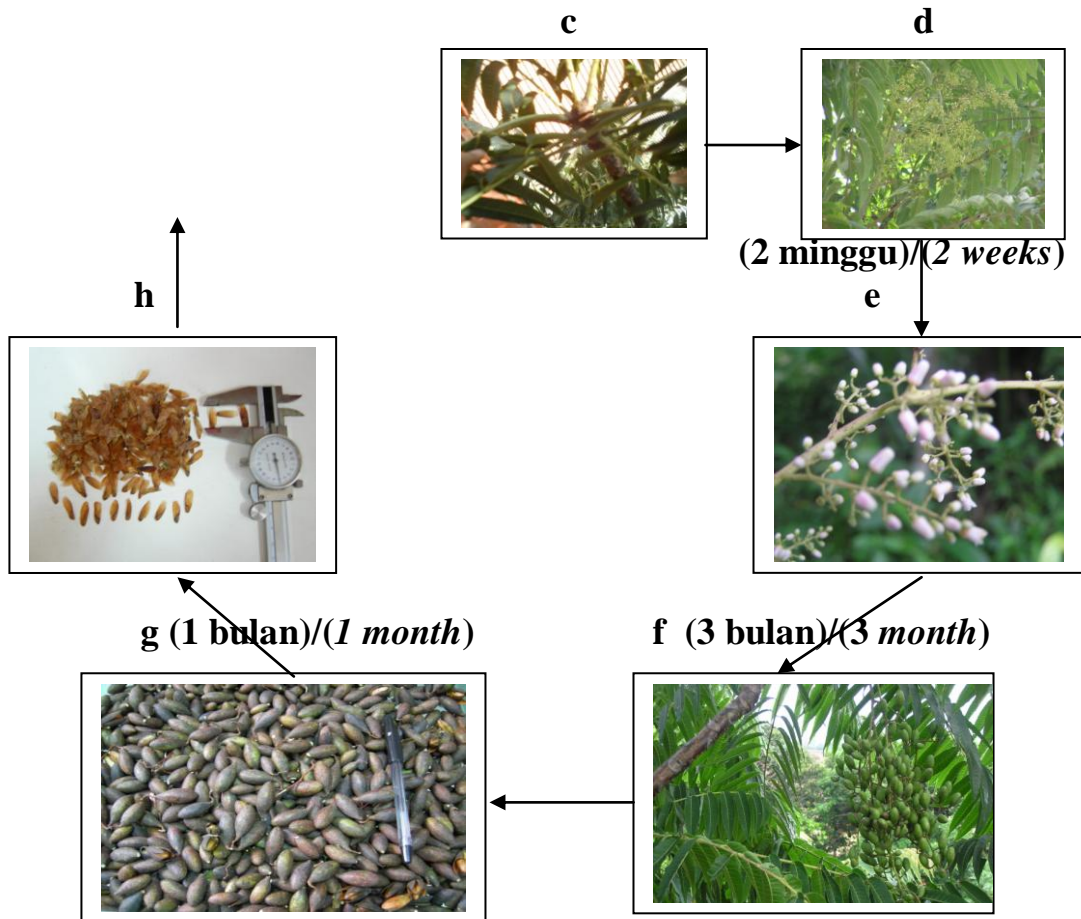 c d
(2 minggu)/(2 weeks)
h e
g (1 bulan)/(1 month) f (3 bulan)/(3 month)